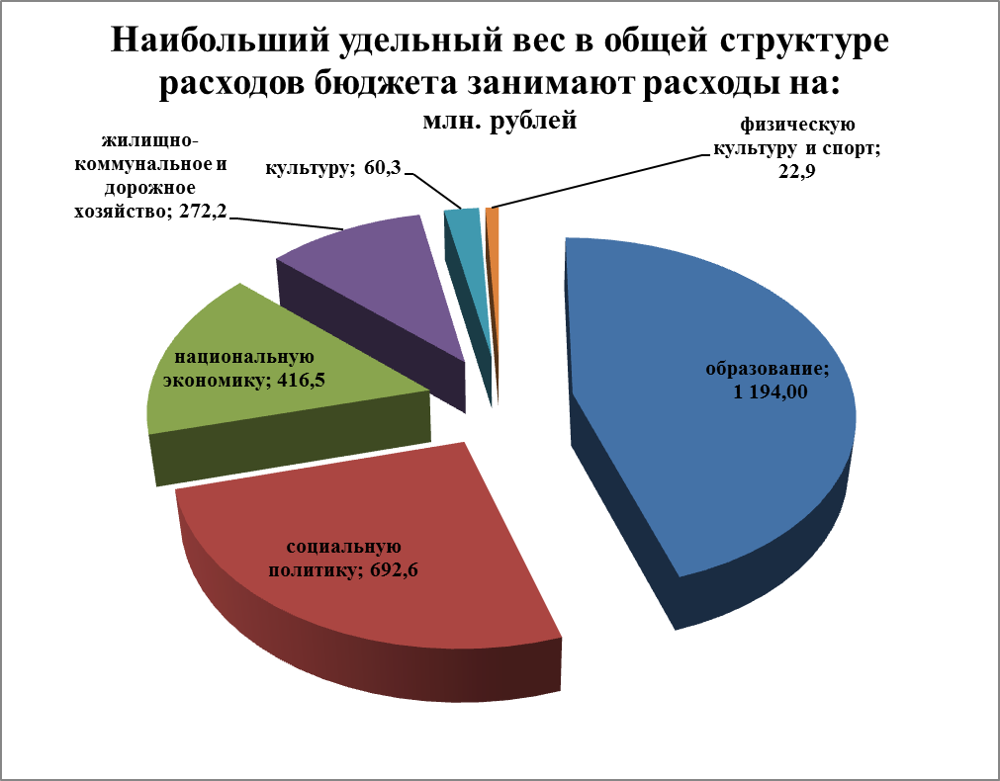 Наибольший удельный вес в общей структуре
расходов бюджета занимают расходы на:
млн. рублей
жилищно-
коммунальное и
дорожное
хозяйство; 272,2
культуру; 60,3
физическую
культуру и спорт;
22,9
национальную
экономику; 416,5
образование;
1 194,00
социальную
политику; 692,6